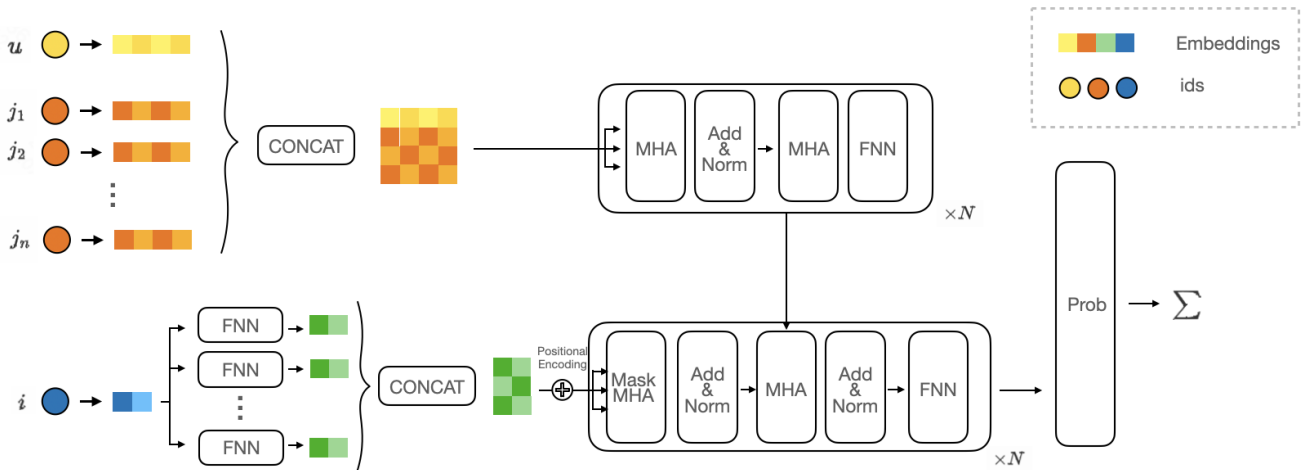 u
j₁
j₂
⋮
jₙ
CONCAT
MHA
Add
&
Norm
MHA
FNN
×N
Embeddings
ids
i
FNN
FNN
⋮
FNN
CONCAT
Positional
Encoding
Mask
MHA
Add
&
Norm
MHA
Add
&
Norm
FNN
×N
Prob
∑